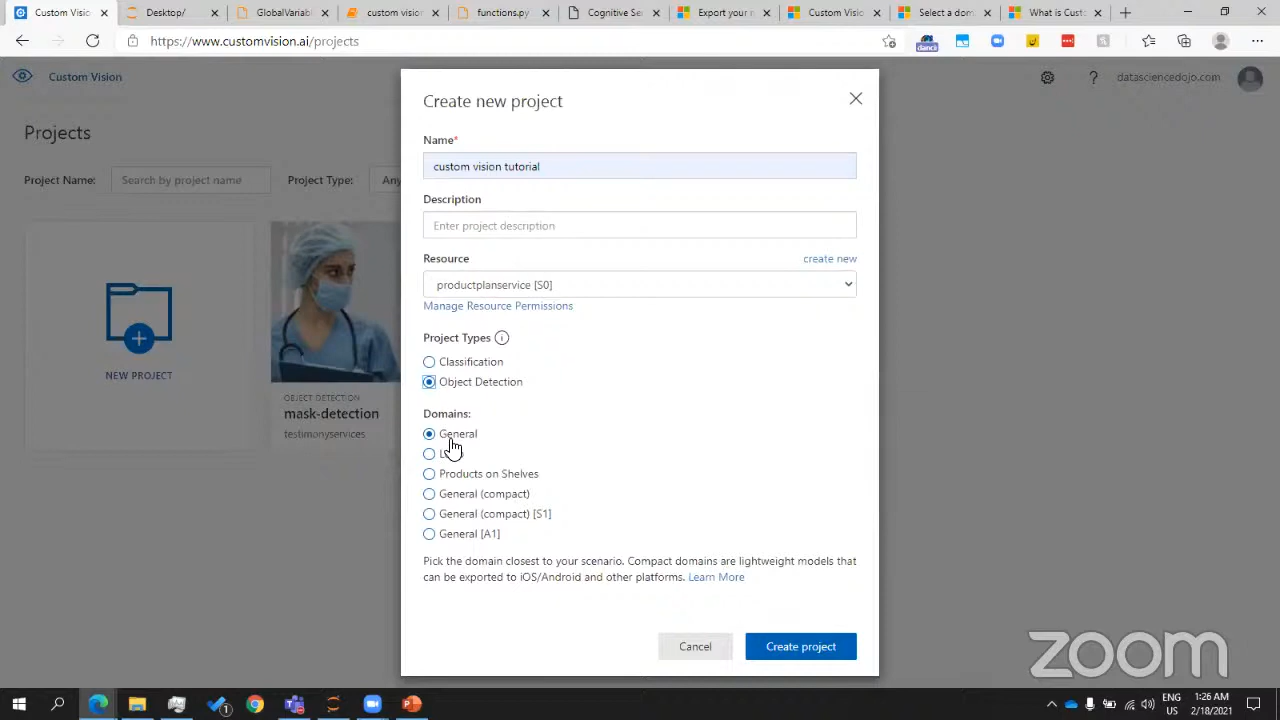 Custom Vis
Desktop/
GlobalVariab
custom vision
functions.py
Cognitive Se
Export your m
Custom Visi
Select a dom
What is Custo
https://www.customvision.ai/projects
dancii
Custom Vision
datasciencedojo.com
Create new project
Projects
Name*
custom vision tutorial
Project Name:
Search by project name
Project Type:
Any
Description
Enter project description
Resource
create new
productplanservice [S0]
Manage Resource Permissions
Project Types
Classification
NEW PROJECT
Object Detection
OBJECT DETECTION
mask-detection
testimonyservices
Domains:
General
Products on Shelves
General (compact)
General (compact) [S1]
General [A1]
Pick the domain closest to your scenario. Compact domains are lightweight models that
can be exported to iOS/Android and other platforms. Learn More
Cancel
Create project
zoom
ENG
US
1:26 AM
2/18/2021